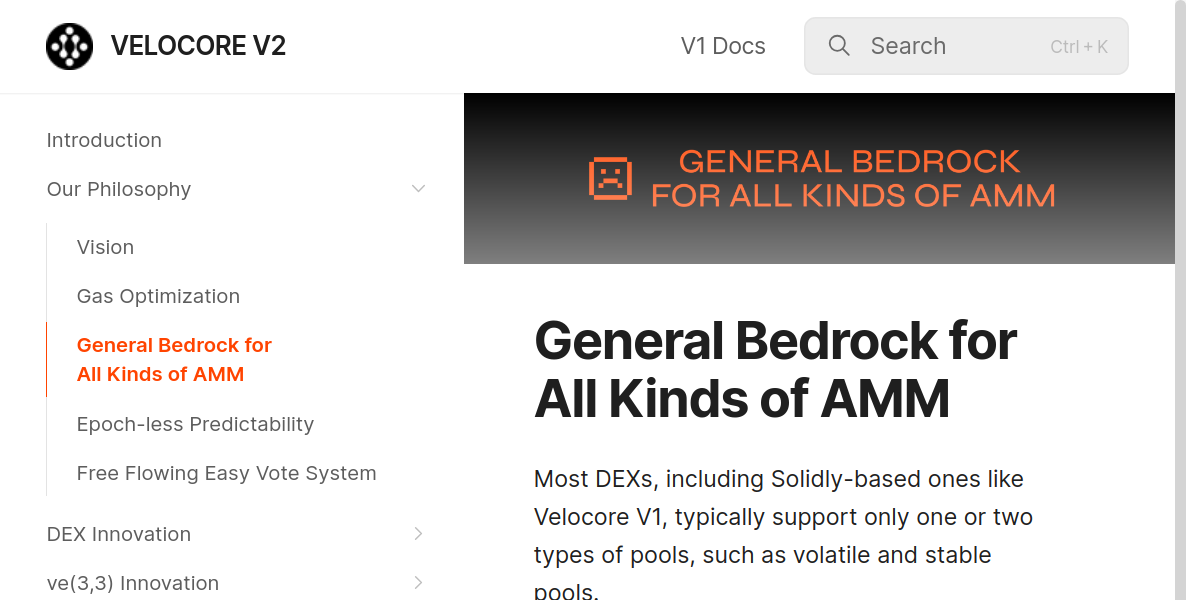 VELOCORE V2
V1 Docs
Search
Ctrl + K
Introduction
Our Philosophy
Vision
Gas Optimization
General Bedrock for
All Kinds of AMM
Epoch-less Predictability
Free Flowing Easy Vote System
DEX Innovation
ve(3,3) Innovation
GENERAL BEDROCK
FOR ALL KINDS OF AMM
General Bedrock for
All Kinds of AMM
Most DEXs, including Solidly-based ones like
Velocore V1, typically support only one or two
types of pools, such as volatile and stable
pools.